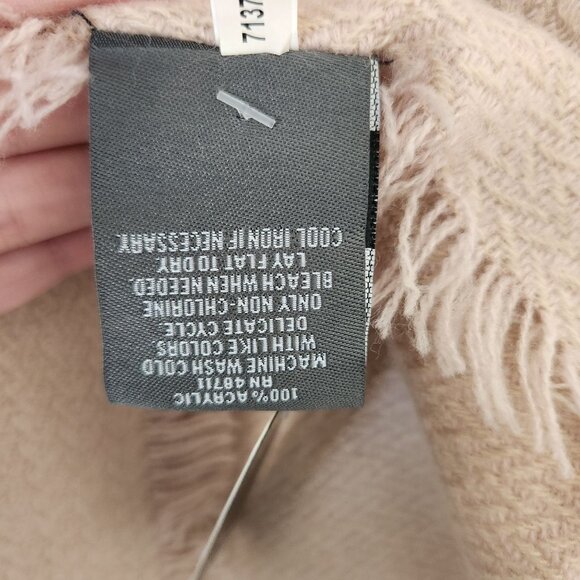 100% ACRYLIC
RN 48711
MACHINE WASH COLD
WITH LIKE COLORS
DELICATE CYCLE.
ONLY NON-CHLORINE
BLEACH WHEN NEEDED
LAY FLAT TO DRY.
COOL IRON IF NECESSARY.
7137